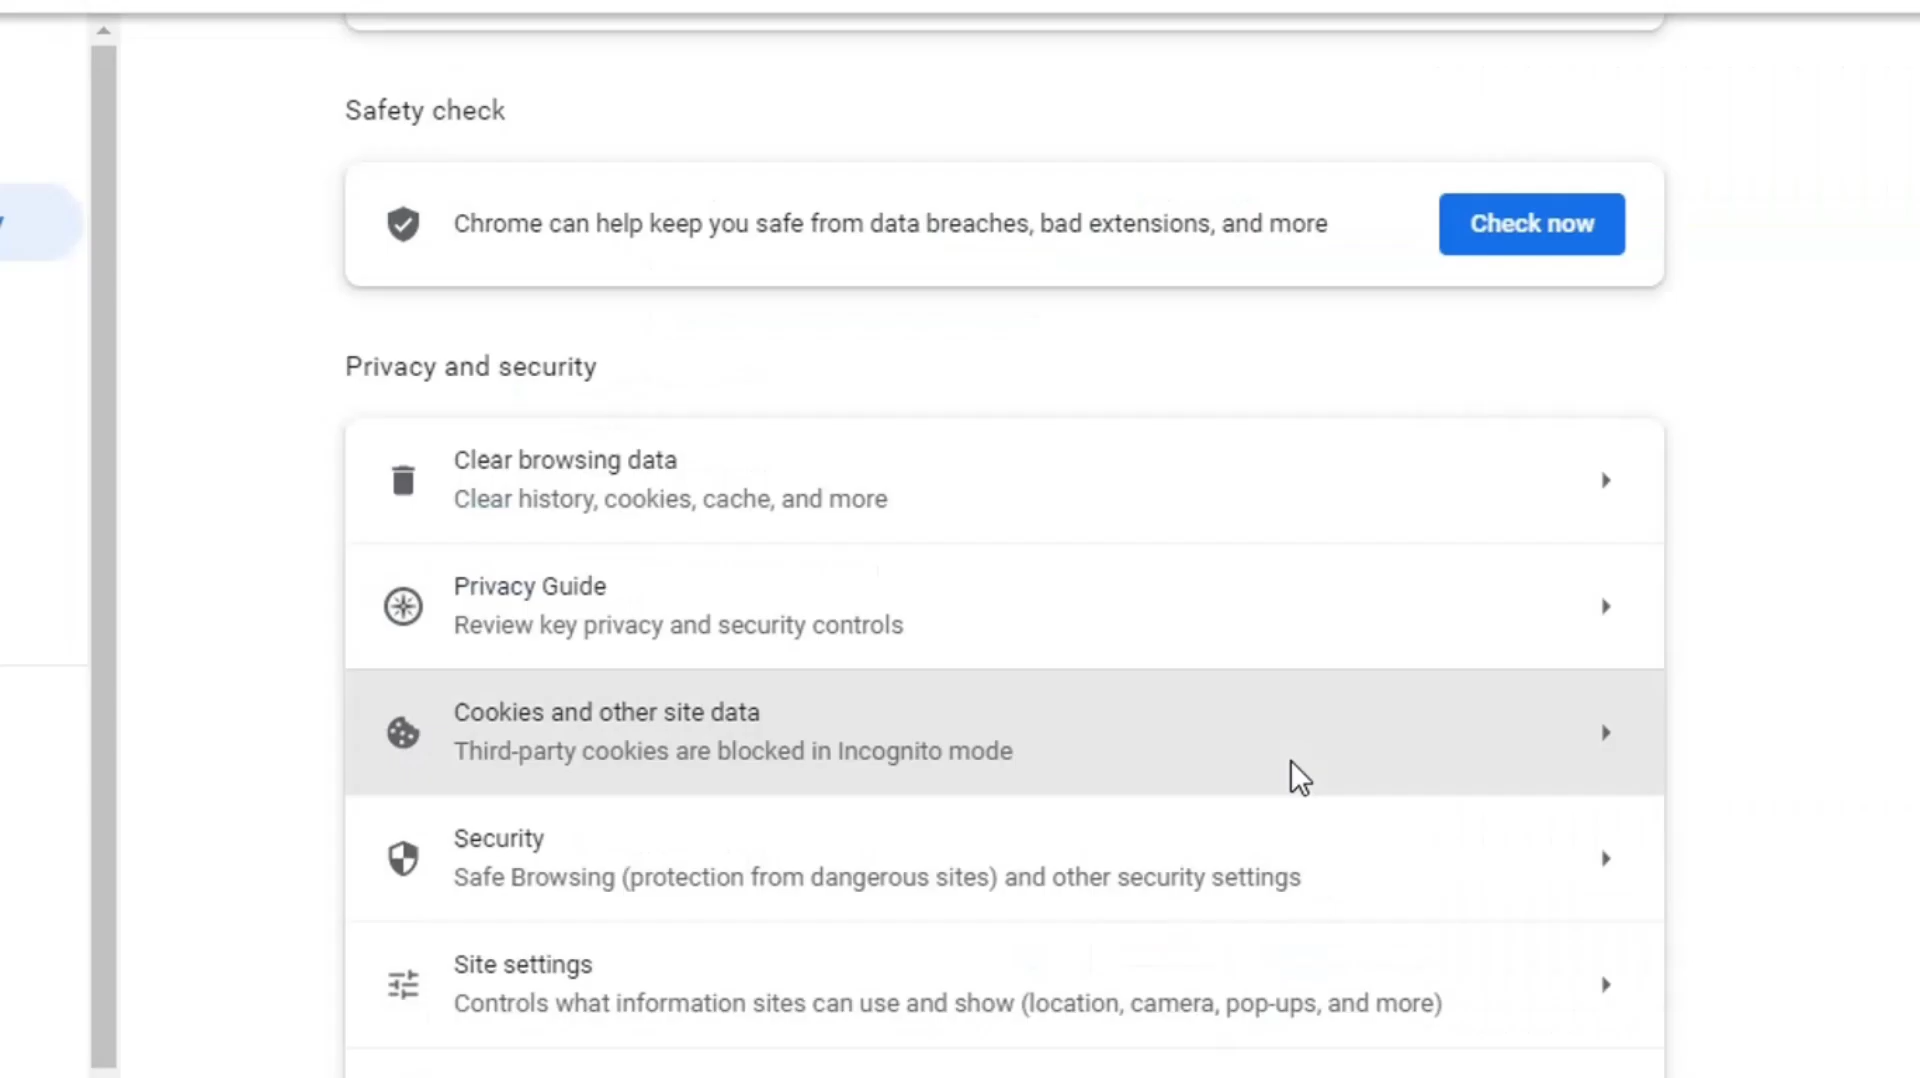 Safety check
Chrome can help keep you safe from data breaches, bad extensions, and more
Check now
Privacy and security
Clear browsing data
Clear history, cookies, cache, and more
Privacy Guide
Review key privacy and security controls
Cookies and other site data
Third-party cookies are blocked in Incognito mode
Security
Safe Browsing (protection from dangerous sites) and other security settings
Site settings
Controls what information sites can use and show (location, camera, pop-ups, and more)